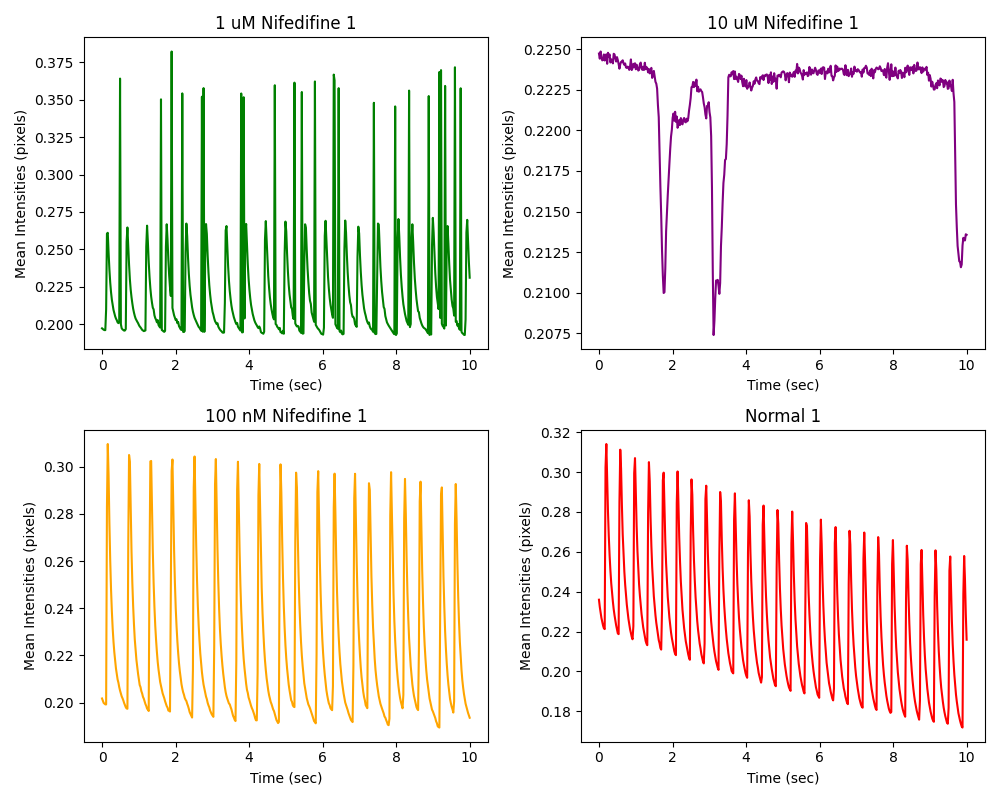 1 uM Nifedifine 1
Mean Intensities (pixels)
0.375
0.350
0.325
0.300
0.275
0.250
0.225
0.200
0 2 4 6 8 10
Time (sec)
10 uM Nifedifine 1
Mean Intensities (pixels)
0.2250
0.2225
0.2200
0.2175
0.2150
0.2125
0.2100
0.2075
0 2 4 6 8 10
Time (sec)
100 nM Nifedifine 1
Mean Intensities (pixels)
0.30
0.28
0.26
0.24
0.22
0.20
0 2 4 6 8 10
Time (sec)
Normal 1
Mean Intensities (pixels)
0.32
0.30
0.28
0.26
0.24
0.22
0.20
0.18
0 2 4 6 8 10
Time (sec)